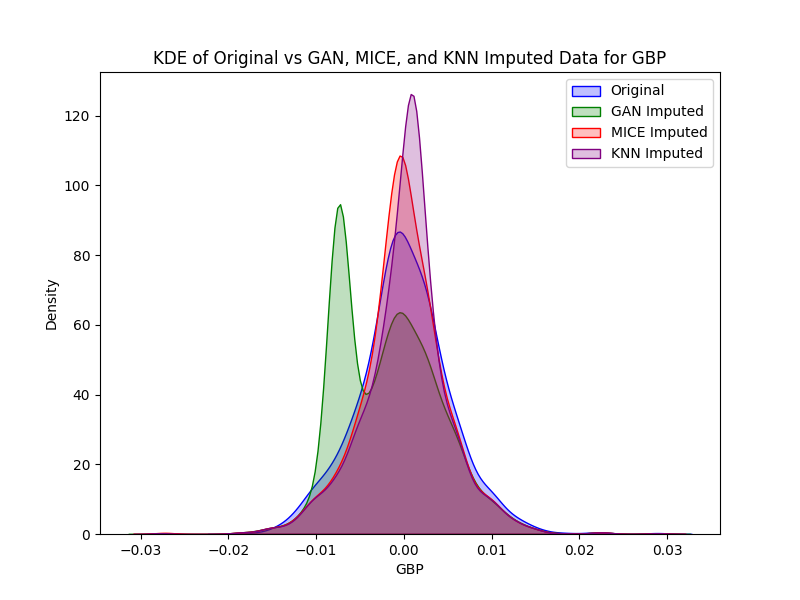 KDE of Original vs GAN, MICE, and KNN Imputed Data for GBP
Original
GAN Imputed
MICE Imputed
KNN Imputed
120
100
80
60
40
20
0
Density
−0.03 −0.02 −0.01 0.00 0.01 0.02 0.03
GBP